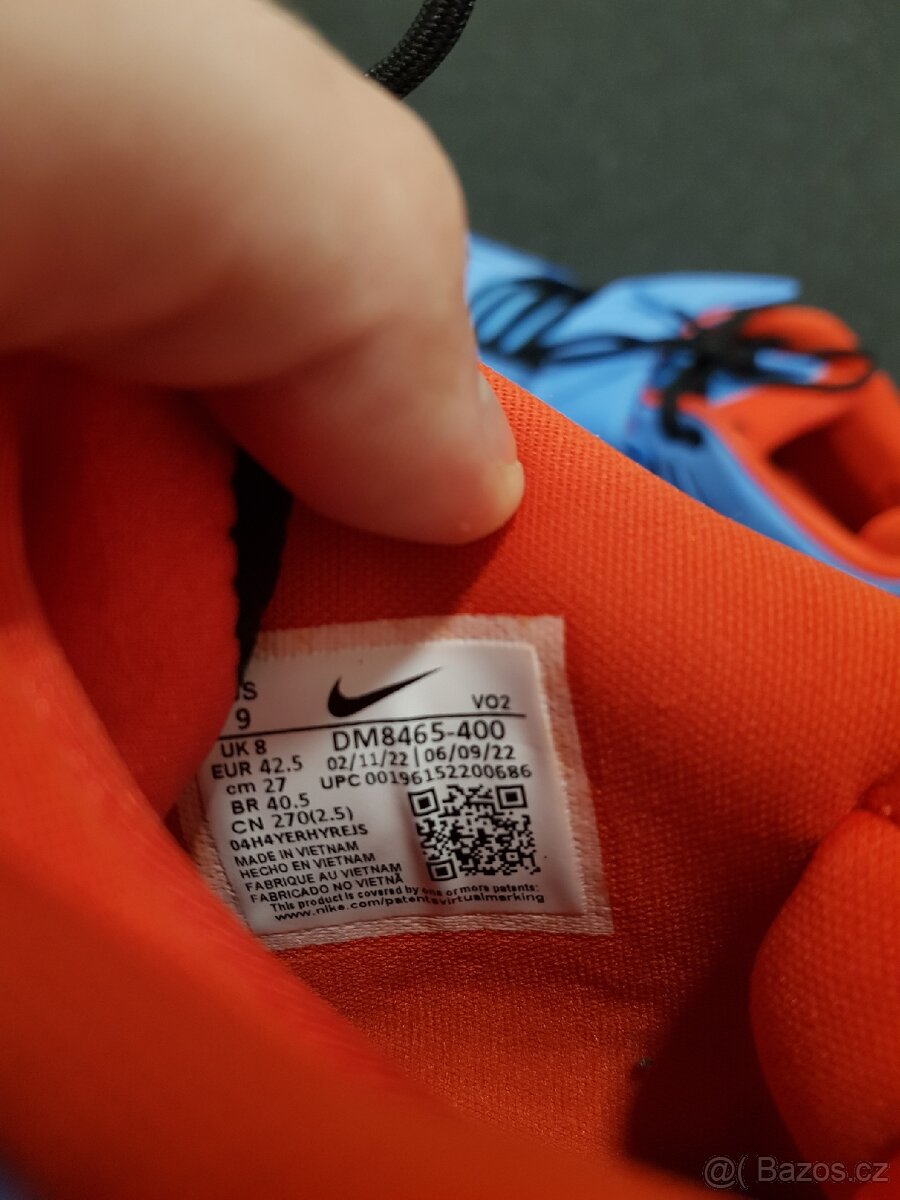 US
9
VO2
UK 8
DM8465-400
EUR 42.5
02/11/22 | 06/09/22
cm 27
UPC 00196152200686
BR 40.5
CN 270(2.5)
04H4YERHYREJS
MADE IN VIETNAM
HECHO EN VIETNAM
FABRIQUE AU VIETNAM
FABRICADO NO VIETNÃ
This product is covered by one or more patents:
www.nike.com/patentsvirtualmarking
@( Bazos.cz